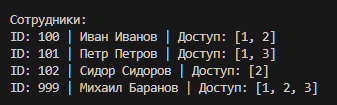 Сотрудники:
ID: 100 | Иван Иванов | Доступ: [1, 2]
ID: 101 | Петр Петров | Доступ: [1, 3]
ID: 102 | Сидор Сидоров | Доступ: [2]
ID: 999 | Михаил Баранов | Доступ: [1, 2, 3]